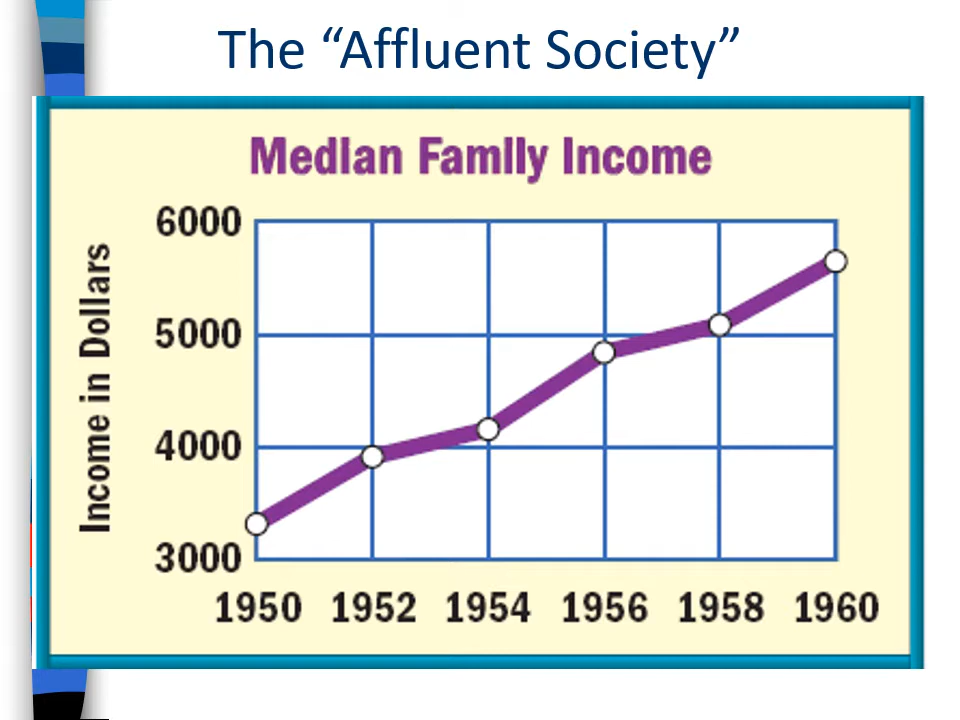 The “Affluent Society”
Median Family Income
Income in Dollars
6000
5000
4000
3000
1950 1952 1954 1956 1958 1960